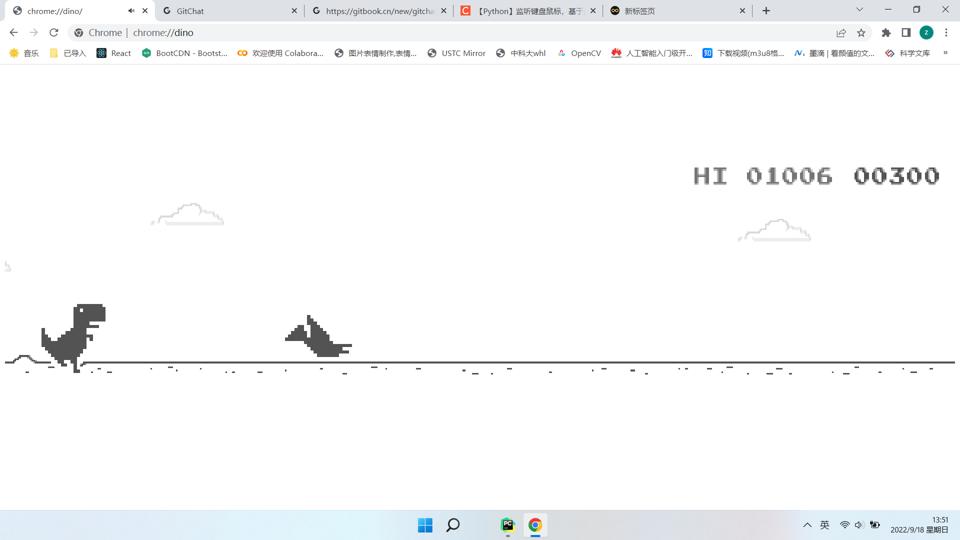 chrome://dino/
GitChat
https://gitbook.cn/new/gitcha
【Python】监听键盘鼠标，基于
新标签页
Chrome | chrome://dino
音乐
已导入
React
BootCDN - Bootst...
欢迎使用 Colabora...
图片表情制作,表情...
USTC Mirror
中科大whl
OpenCV
人工智能入门级开...
下载视频(m3u8格...
墨滴 | 看颜值的文...
科学文库
HI 01006 00300
英
13:51
2022/9/18 星期日